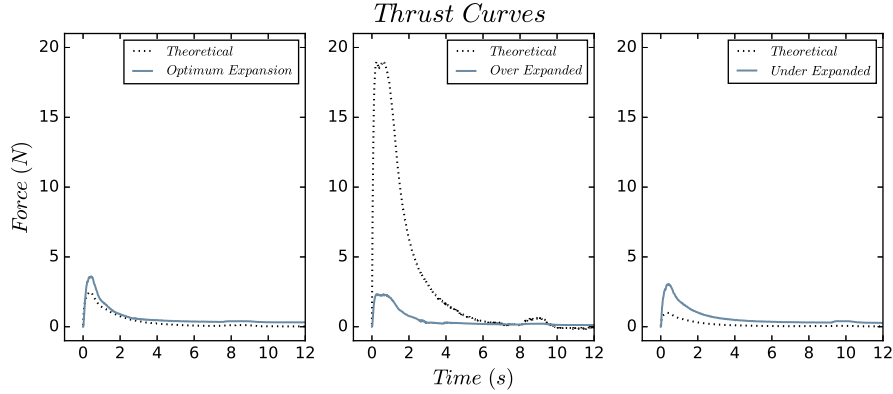 Thrust Curves
Force (N)
20
15
10
5
0
Theoretical
Optimum Expansion
0 2 4 6 8 10 12
20
15
10
5
0
Theoretical
Over Expanded
0 2 4 6 8 10 12
20
15
10
5
0
Theoretical
Under Expanded
0 2 4 6 8 10 12
Time (s)